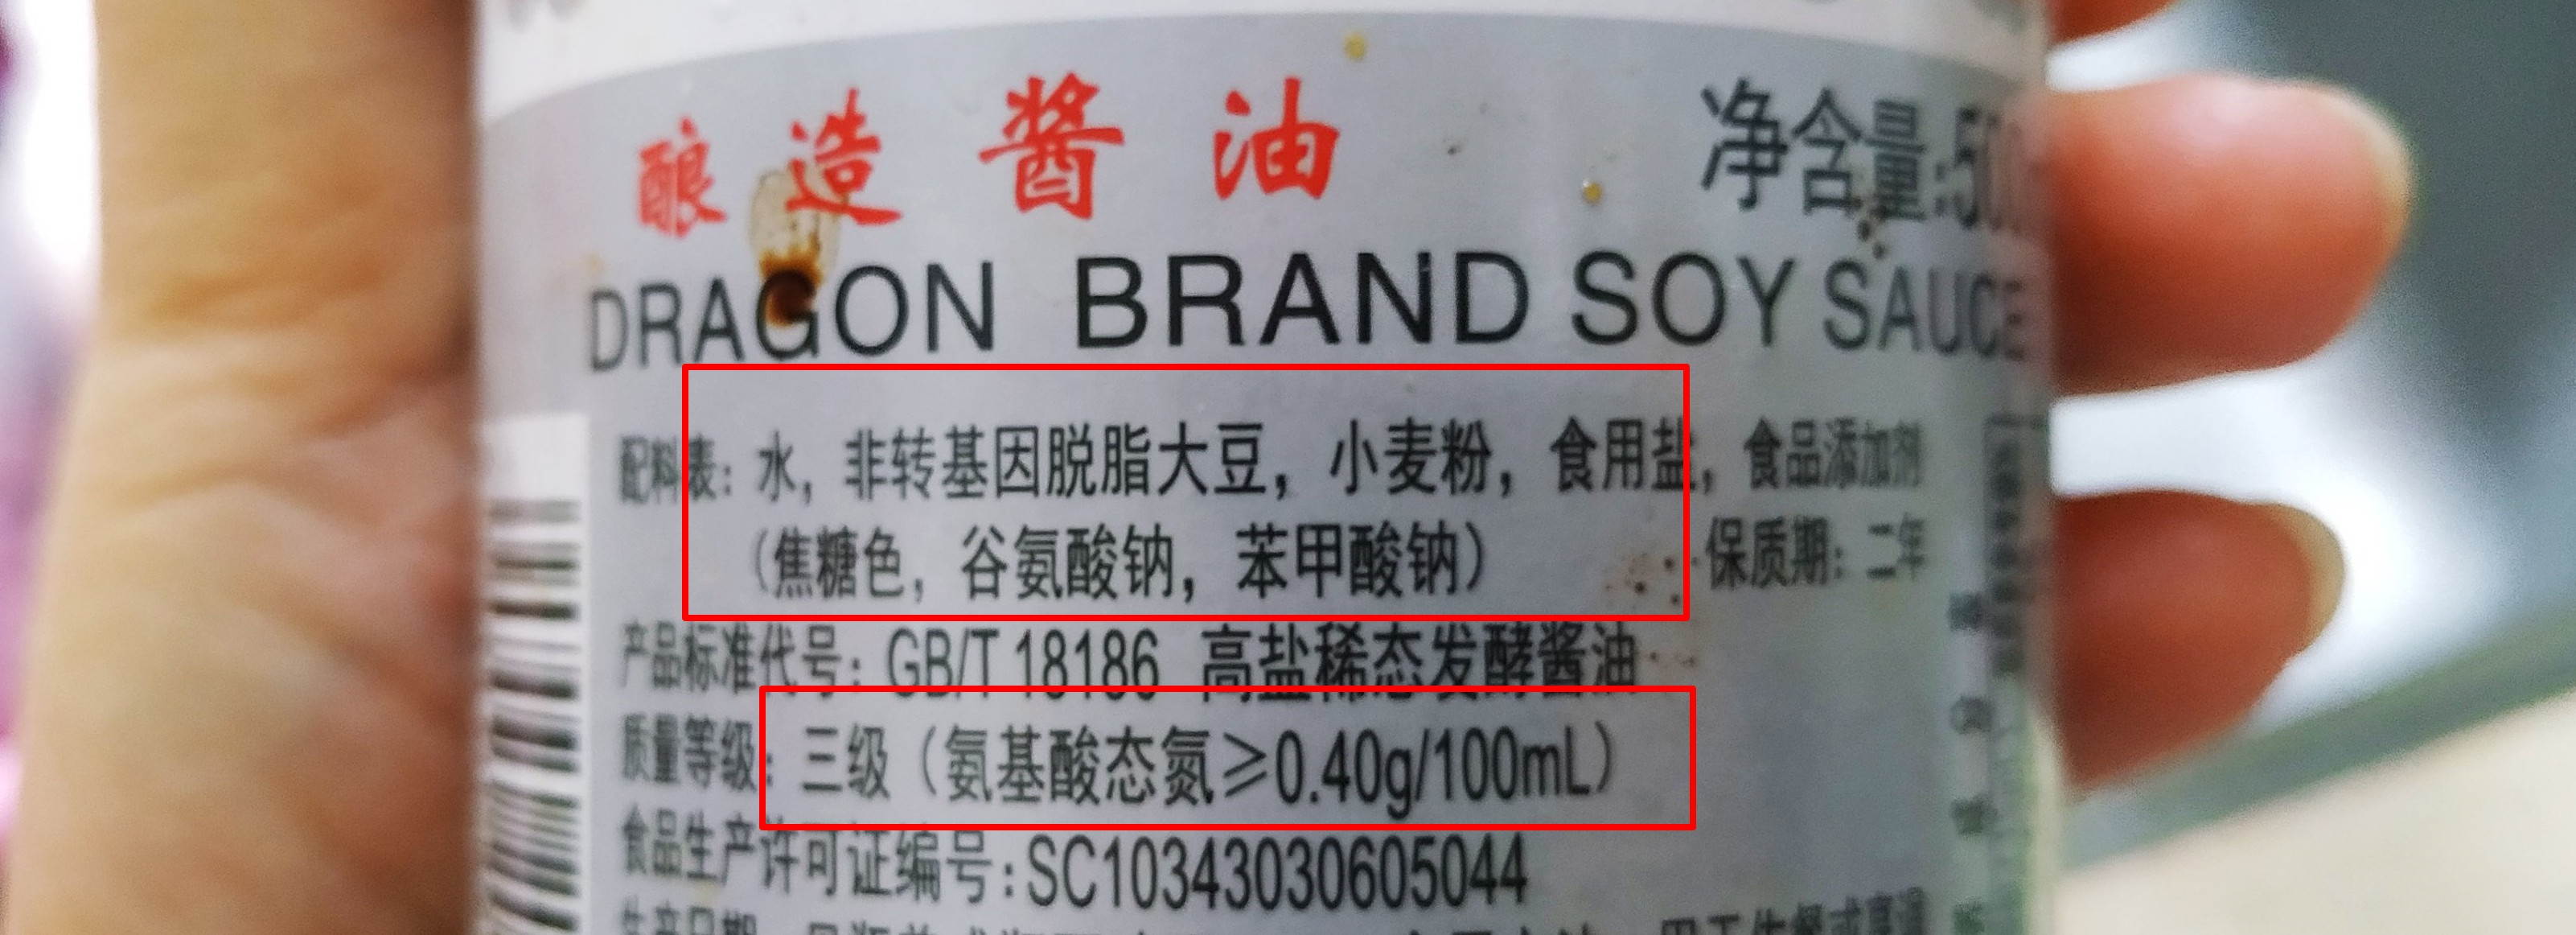 酿造酱油
净含量:500
DRAGON BRAND SOY SAUCE
配料表：水，非转基因脱脂大豆，小麦粉，食用盐，食品添加剂
（焦糖色，谷氨酸钠，苯甲酸钠）
保质期：二年
产品标准代号：GB/T 18186 高盐稀态发酵酱油
质量等级：三级（氨基酸态氮≥0.40g/100mL）
食品生产许可证编号:SC10343030605044